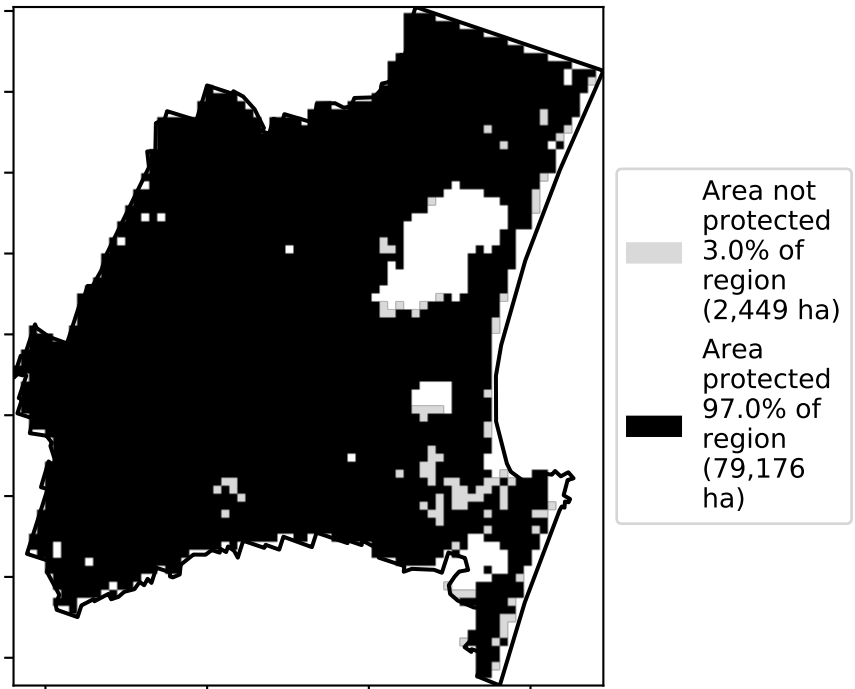 Area not
protected
3.0% of
region
(2,449 ha)
Area
protected
97.0% of
region
(79,176
ha)